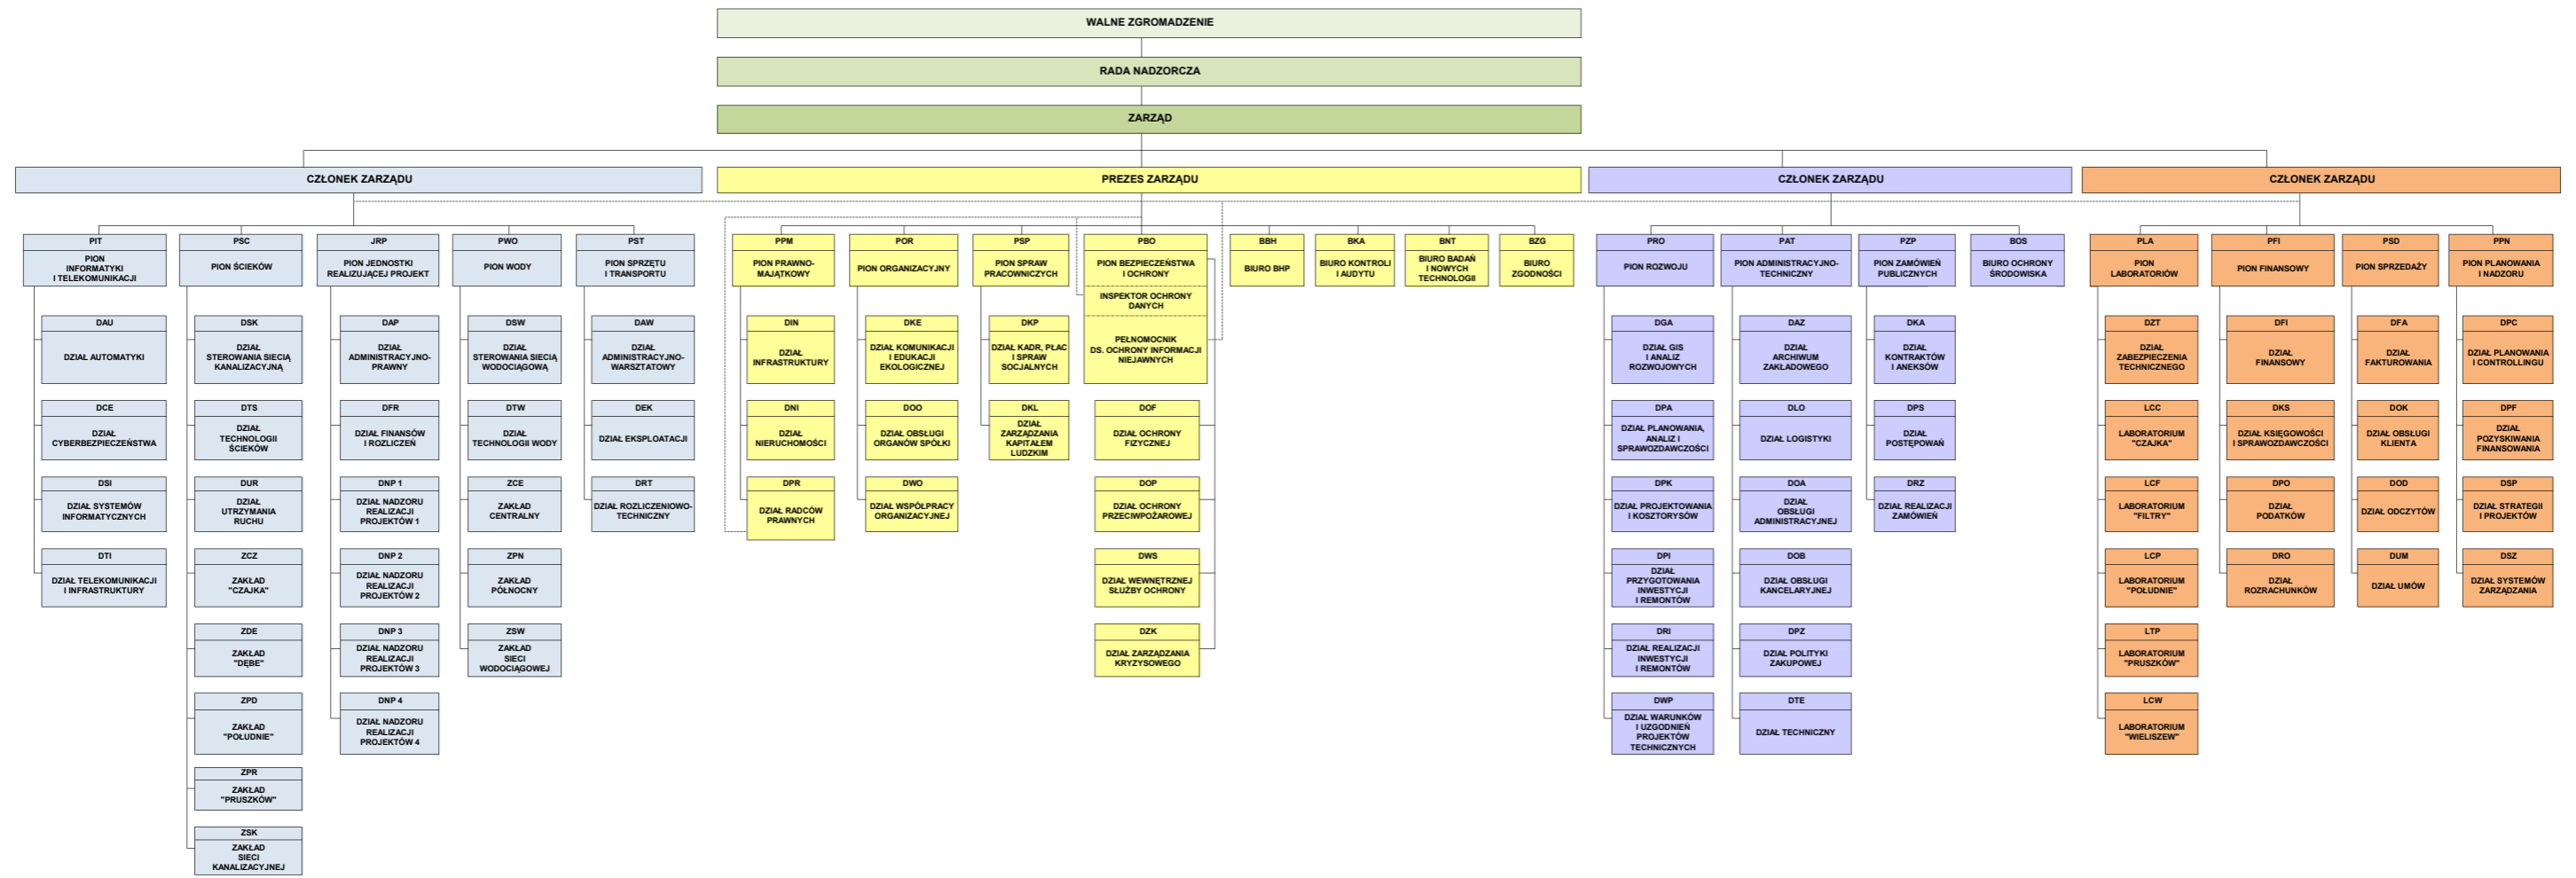 WALNE ZGROMADZENIE
RADA NADZORCZA
ZARZĄD
CZŁONEK ZARZĄDU
PREZES ZARZĄDU
CZŁONEK ZARZĄDU
CZŁONEK ZARZĄDU
PIT
PION
INFORMATYKI
I TELEKOMUNIKACJI
DAU
DZIAŁ AUTOMATYKI
DCE
DZIAŁ
CYBERBEZPIECZEŃSTWA
DSI
DZIAŁ SYSTEMÓW
INFORMATYCZNYCH
DTI
DZIAŁ TELEKOMUNIKACJI
I INFRASTRUKTURY
PSC
PION ŚCIEKÓW
DSK
DZIAŁ
STEROWANIA SIECIĄ
KANALIZACYJNĄ
DTS
DZIAŁ
TECHNOLOGII
ŚCIEKÓW
DUR
DZIAŁ
UTRZYMANIA
RUCHU
ZCZ
ZAKŁAD
"CZAJKA"
ZDE
ZAKŁAD
"DĘBE"
ZPD
ZAKŁAD
"POŁUDNIE"
ZPR
ZAKŁAD
"PRUSZKÓW"
ZSK
ZAKŁAD
SIECI
KANALIZACYJNEJ
JRP
PION JEDNOSTKI
REALIZUJĄCEJ PROJEKT
DAP
DZIAŁ
ADMINISTRACYJNO-
PRAWNY
DFR
DZIAŁ FINANSÓW
I ROZLICZEŃ
DNP 1
DZIAŁ NADZORU
REALIZACJI
PROJEKTÓW 1
DNP 2
DZIAŁ NADZORU
REALIZACJI
PROJEKTÓW 2
DNP 3
DZIAŁ NADZORU
REALIZACJI
PROJEKTÓW 3
DNP 4
DZIAŁ NADZORU
REALIZACJI
PROJEKTÓW 4
PWO
PION WODY
DSW
DZIAŁ
STEROWANIA SIECIĄ
WODOCIĄGOWĄ
DTW
DZIAŁ
TECHNOLOGII WODY
ZCE
ZAKŁAD
CENTRALNY
ZPN
ZAKŁAD
PÓŁNOCNY
ZSW
ZAKŁAD
SIECI
WODOCIĄGOWEJ
PST
PION SPRZĘTU
I TRANSPORTU
DAW
DZIAŁ
ADMINISTRACYJNO-
WARSZTATOWY
DEK
DZIAŁ EKSPLOATACJI
DRT
DZIAŁ ROZLICZENIOWO-
TECHNICZNY
PPM
PION PRAWNO-
MAJĄTKOWY
DIN
DZIAŁ
INFRASTRUKTURY
DNI
DZIAŁ
NIERUCHOMOŚCI
DPR
DZIAŁ RADCÓW
PRAWNYCH
POR
PION ORGANIZACYJNY
DKE
DZIAŁ KOMUNIKACJI
I EDUKACJI
EKOLOGICZNEJ
DOO
DZIAŁ OBSŁUGI
ORGANÓW SPÓŁKI
DWO
DZIAŁ WSPÓŁPRACY
ORGANIZACYJNEJ
PSP
PION SPRAW
PRACOWNICZYCH
DKP
DZIAŁ KADR, PŁAC
I SPRAW
SOCJALNYCH
DKL
DZIAŁ
ZARZĄDZANIA
KAPITAŁEM
LUDZKIM
PBO
PION BEZPIECZEŃSTWA
I OCHRONY
INSPEKTOR OCHRONY
DANYCH
PEŁNOMOCNIK
DS. OCHRONY INFORMACJI
NIEJAWNYCH
DOF
DZIAŁ OCHRONY
FIZYCZNEJ
DOP
DZIAŁ OCHRONY
PRZECIWPOŻAROWEJ
DWS
DZIAŁ WEWNĘTRZNEJ
SŁUŻBY OCHRONY
DZK
DZIAŁ ZARZĄDZANIA
KRYZYSOWEGO
BBH
BIURO BHP
BKA
BIURO KONTROLI
I AUDYTU
BNT
BIURO BADAŃ
I NOWYCH
TECHNOLOGII
BZG
BIURO
ZGODNOŚCI
PRO
PION ROZWOJU
DGA
DZIAŁ GIS
I ANALIZ
ROZWOJOWYCH
DPA
DZIAŁ PLANOWANIA,
ANALIZ I
SPRAWOZDAWCZOŚCI
DPK
DZIAŁ PROJEKTOWANIA
I KOSZTORYSÓW
DPI
DZIAŁ
PRZYGOTOWANIA
INWESTYCJI
I REMONTÓW
DRI
DZIAŁ REALIZACJI
INWESTYCJI
I REMONTÓW
DWP
DZIAŁ WARUNKÓW
I UZGODNIEŃ
PROJEKTÓW
TECHNICZNYCH
PAT
PION ADMINISTRACYJNO-
TECHNICZNY
DAZ
DZIAŁ
ARCHIWUM
ZAKŁADOWEGO
DLO
DZIAŁ LOGISTYKI
DOA
DZIAŁ
OBSŁUGI
ADMINISTRACYJNEJ
DOB
DZIAŁ OBSŁUGI
KANCELARYJNEJ
DPZ
DZIAŁ POLITYKI
ZAKUPOWEJ
DTE
DZIAŁ TECHNICZNY
PZP
PION ZAMÓWIEŃ
PUBLICZNYCH
DKA
DZIAŁ
KONTRAKTÓW
I ANEKSÓW
DPS
DZIAŁ
POSTĘPOWAŃ
DRZ
DZIAŁ REALIZACJI
ZAMÓWIEŃ
BOS
BIURO OCHRONY
ŚRODOWISKA
PLA
PION
LABORATORIÓW
DZT
DZIAŁ
ZABEZPIECZENIA
TECHNICZNEGO
LCC
LABORATORIUM
"CZAJKA"
LCF
LABORATORIUM
"FILTRY"
LCP
LABORATORIUM
"POŁUDNIE"
LTP
LABORATORIUM
"PRUSZKÓW"
LCW
LABORATORIUM
"WIELISZEW"
PFI
PION FINANSOWY
DFI
DZIAŁ
FINANSOWY
DKS
DZIAŁ KSIĘGOWOŚCI
I SPRAWOZDAWCZOŚCI
DPO
DZIAŁ
PODATKÓW
DRO
DZIAŁ
ROZRACHUNKÓW
PSD
PION SPRZEDAŻY
DFA
DZIAŁ
FAKTUROWANIA
DOK
DZIAŁ OBSŁUGI
KLIENTA
DOD
DZIAŁ ODCZYTÓW
DUM
DZIAŁ UMÓW
PPN
PION PLANOWANIA
I NADZORU
DPC
DZIAŁ PLANOWANIA
I CONTROLLINGU
DPF
DZIAŁ
POZYSKIWANIA
FINANSOWANIA
DSP
DZIAŁ STRATEGII
I PROJEKTÓW
DSZ
DZIAŁ SYSTEMÓW
ZARZĄDZANIA